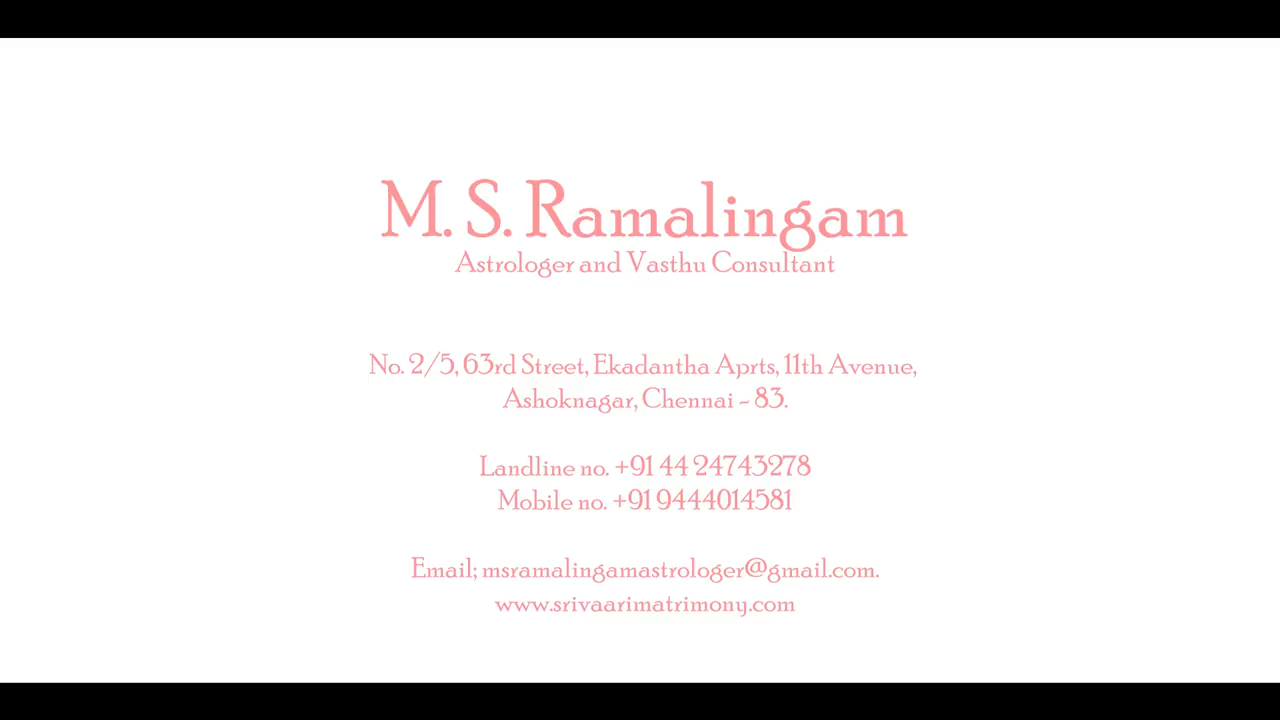 M. S. Ramalingam
Astrologer and Vasthu Consultant
No. 2/5, 63rd Street, Ekadantha Aprts, 11th Avenue,
Ashoknagar, Chennai - 83.
Landline no. +91 44 24743278
Mobile no. +91 9444014581
Email; msramalingamastrologer@gmail.com.
www.srivaarimatrimony.com